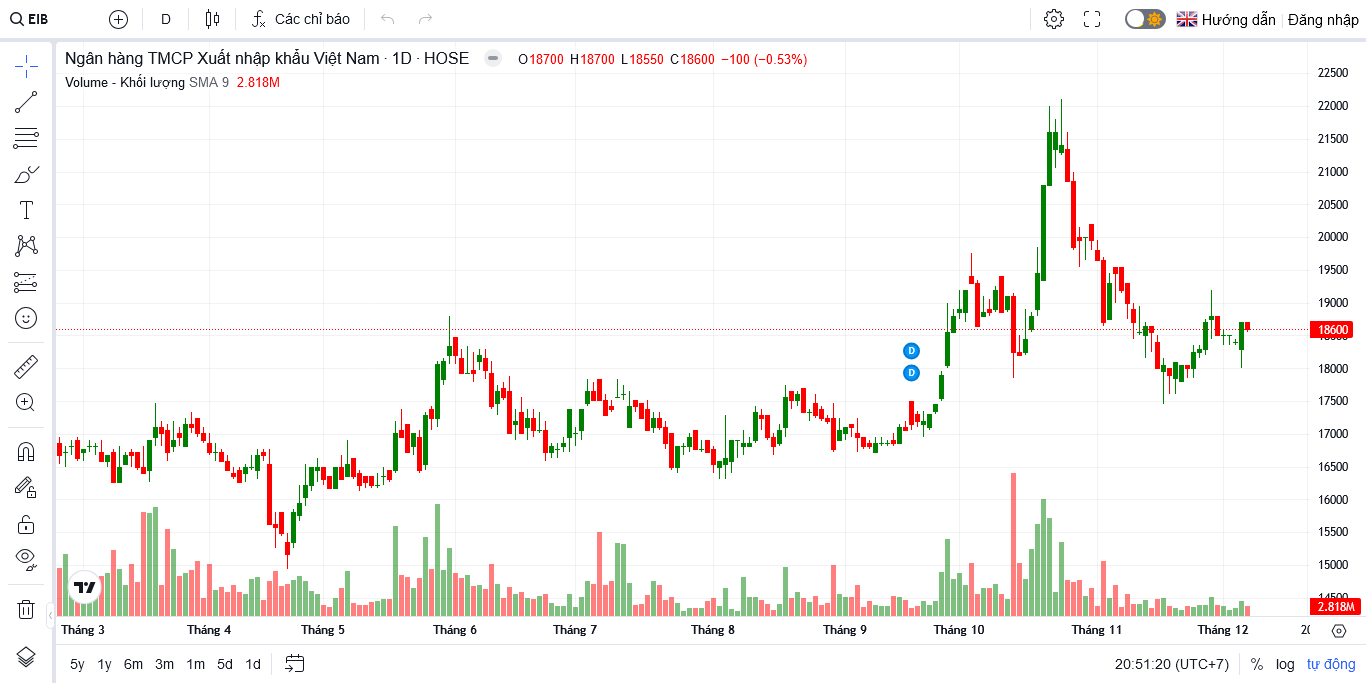 EIB D Các chỉ báo Hướng dẫn Đăng nhập
Ngân hàng TMCP Xuất nhập khẩu Việt Nam · 1D · HOSE O18700 H18700 L18550 C18600 −100 (−0.53%)
Volume - Khối lượng SMA 9 2.818M
22500
22000
21500
21000
20500
20000
19500
19000
18600
18000
17500
17000
16500
16000
15500
15000
2.818M
D
D
Tháng 3 Tháng 4 Tháng 5 Tháng 6 Tháng 7 Tháng 8 Tháng 9 Tháng 10 Tháng 11 Tháng 12
5y 1y 6m 3m 1m 5d 1d 20:51:20 (UTC+7) % log tự động